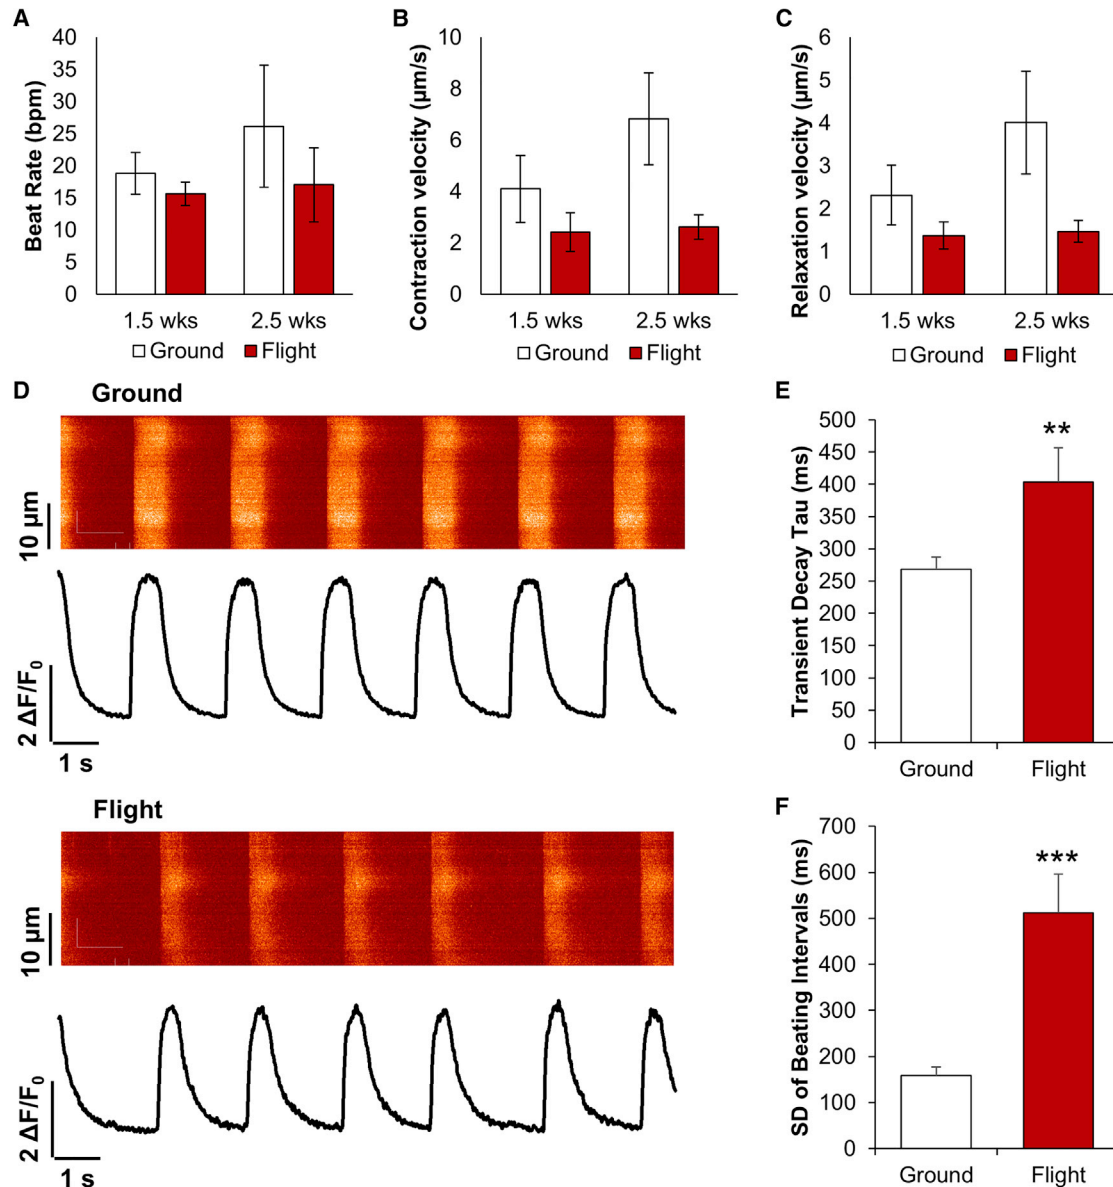 A
Beat Rate (bpm)
40
35
30
25
20
15
10
5
0
1.5 wks
2.5 wks
Ground
Flight
B
Contraction velocity (µm/s)
10
8
6
4
2
0
1.5 wks
2.5 wks
Ground
Flight
C
Relaxation velocity (µm/s)
6
5
4
3
2
1
0
1.5 wks
2.5 wks
Ground
Flight
D
Ground
10 µm
2 ΔF/F₀
1 s
Flight
10 µm
2 ΔF/F₀
1 s
E
Transient Decay Tau (ms)
500
450
400
350
300
250
200
150
100
50
0
**
Ground
Flight
F
SD of Beating Intervals (ms)
700
600
500
400
300
200
100
0
***
Ground
Flight